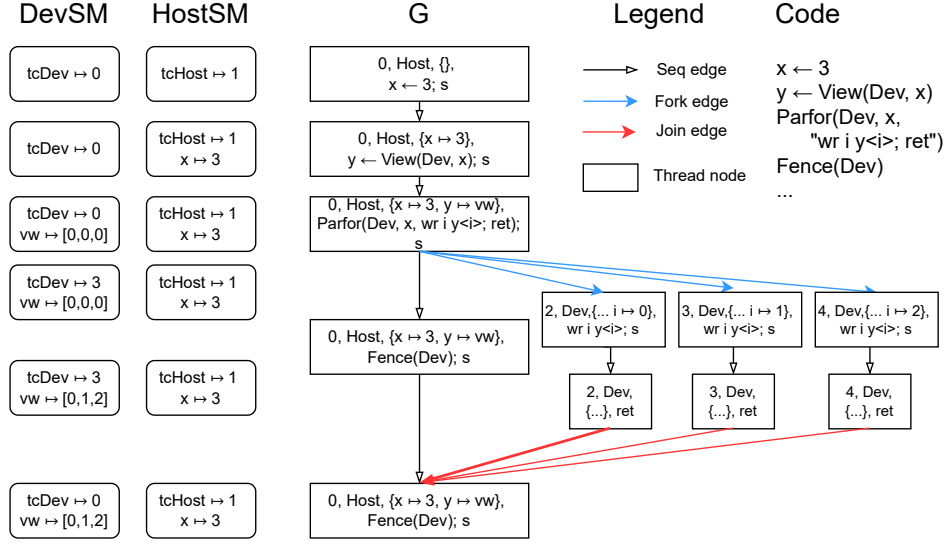 DevSM
HostSM
G
Legend
Code
tcDev ↦ 0
tcHost ↦ 1
0, Host, {},
x ← 3; s
tcDev ↦ 0
tcHost ↦ 1
x ↦ 3
0, Host, {x ↦ 3},
y ← View(Dev, x); s
tcDev ↦ 0
vw ↦ [0,0,0]
tcHost ↦ 1
x ↦ 3
0, Host, {x ↦ 3, y ↦ vw},
Parfor(Dev, x, wr i y<i>; ret);
s
tcDev ↦ 3
vw ↦ [0,0,0]
tcHost ↦ 1
x ↦ 3
0, Host, {x ↦ 3, y ↦ vw},
Fence(Dev); s
tcDev ↦ 3
vw ↦ [0,1,2]
tcHost ↦ 1
x ↦ 3
tcDev ↦ 0
vw ↦ [0,1,2]
tcHost ↦ 1
x ↦ 3
0, Host, {x ↦ 3, y ↦ vw},
Fence(Dev); s
2, Dev,{... i ↦ 0},
wr i y<i>; s
3, Dev,{... i ↦ 1},
wr i y<i>; s
4, Dev,{... i ↦ 2},
wr i y<i>; s
2, Dev,
{...}, ret
3, Dev,
{...}, ret
4, Dev,
{...}, ret
Seq edge
Fork edge
Join edge
Thread node
x ← 3
y ← View(Dev, x)
Parfor(Dev, x,
"wr i y<i>; ret")
Fence(Dev)
...